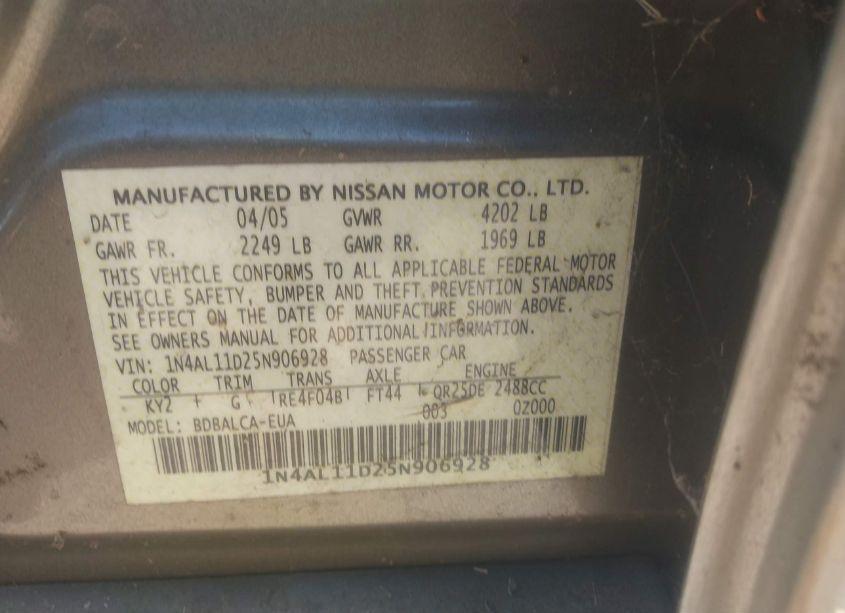 MANUFACTURED BY NISSAN MOTOR CO., LTD.
DATE 04/05 GVWR 4202 LB
GAWR FR. 2249 LB GAWR RR. 1969 LB
THIS VEHICLE CONFORMS TO ALL APPLICABLE FEDERAL MOTOR
VEHICLE SAFETY, BUMPER AND THEFT PREVENTION STANDARDS
IN EFFECT ON THE DATE OF MANUFACTURE SHOWN ABOVE.
SEE OWNERS MANUAL FOR ADDITIONAL INFORMATION.
VIN: 1N4AL11D25N906928 PASSENGER CAR
COLOR TRIM TRANS AXLE ENGINE
KY2 G RE4F04B FT44 QR25DE 2488CC
003 0Z000
MODEL: BDBALCA-EUA
1N4AL11D25N906928